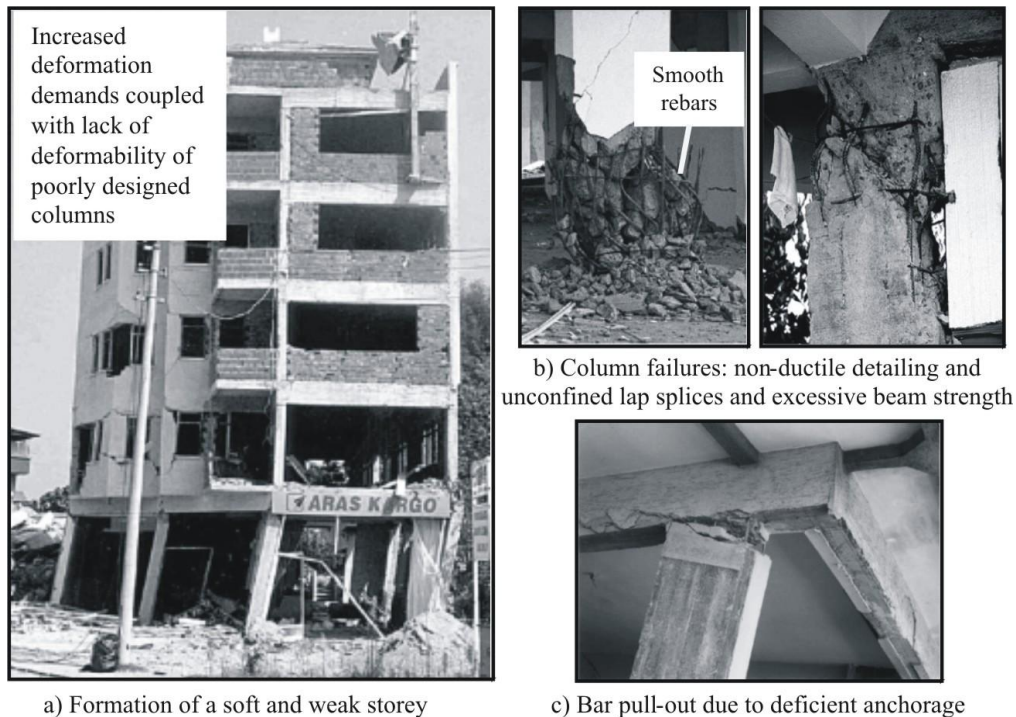 Increased
deformation
demands coupled
with lack of
deformability of
poorly designed
columns
ARAS KARGO
a) Formation of a soft and weak storey
Smooth
rebars
b) Column failures: non-ductile detailing and
unconfined lap splices and excessive beam strength
c) Bar pull-out due to deficient anchorage